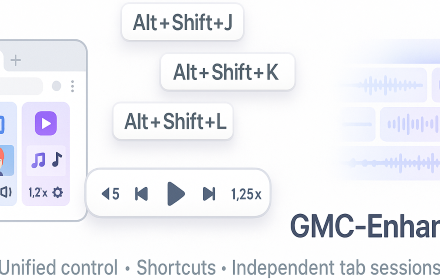 Alt+Shift+J
Alt+Shift+K
Alt+Shift+L
1,2x
5
1,25x
GMC-Enhan
Unified control • Shortcuts • Independent tab sessions